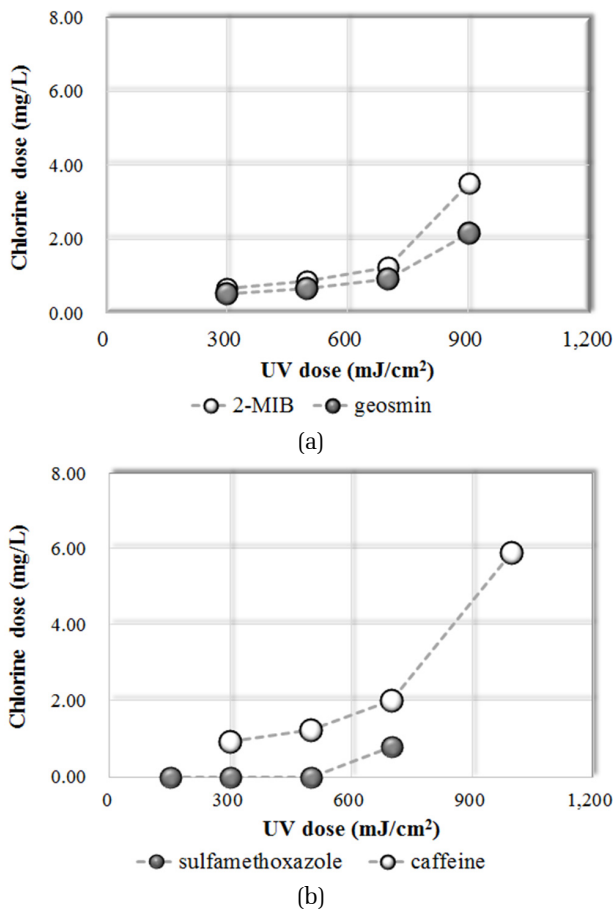 8.00
6.00
4.00
2.00
0.00
Chlorine dose (mg/L)
0 300 600 900 1,200
UV dose (mJ/cm²)
2-MIB geosmin
(a)
8.00
6.00
4.00
2.00
0.00
Chlorine dose (mg/L)
0 300 600 900 1,200
UV dose (mJ/cm²)
sulfamethoxazole caffeine
(b)